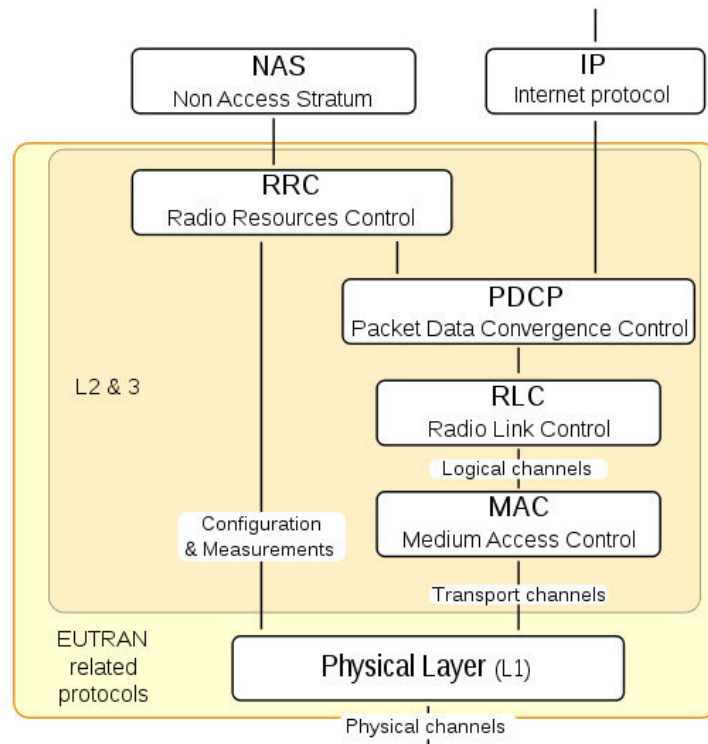 NAS
Non Access Stratum
IP
Internet protocol
RRC
Radio Resources Control
PDCP
Packet Data Convergence Control
L2 & 3
RLC
Radio Link Control
Logical channels
MAC
Medium Access Control
Configuration
& Measurements
Transport channels
EUTRAN
related
protocols
Physical Layer (L1)
Physical channels